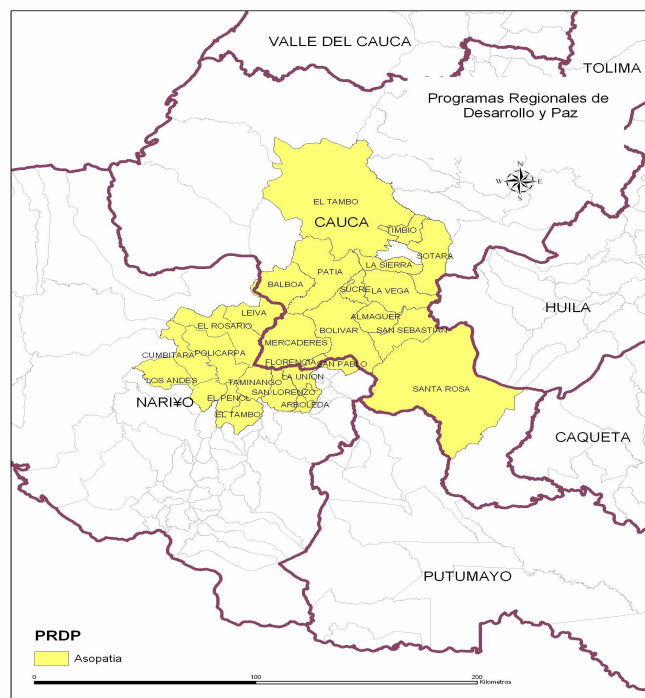 VALLE DEL CAUCA
TOLIMA
Programas Regionales de
Desarrollo y Paz
N
W E
S
EL TAMBO
CAUCA
TIMBIO
SOTARA
LA SIERRA
PATIA
BALBOA
SUCRE
LA VEGA
HUILA
LEIVA
ALMAGUER
EL ROSARIO
BOLIVAR
SAN SEBASTIAN
MERCADERES
POLICARPA
CUMBITARA
FLORENCIA
SAN PABLO
LOS ANDES
TAMINANGO
LA UNION
SANTA ROSA
SAN LORENZO
EL PEÑOL
NARI¥O
ARBOLEDA
EL TAMBO
CAQUETA
PUTUMAYO
PRDP
Asopatia
0 100 200
Kilometros